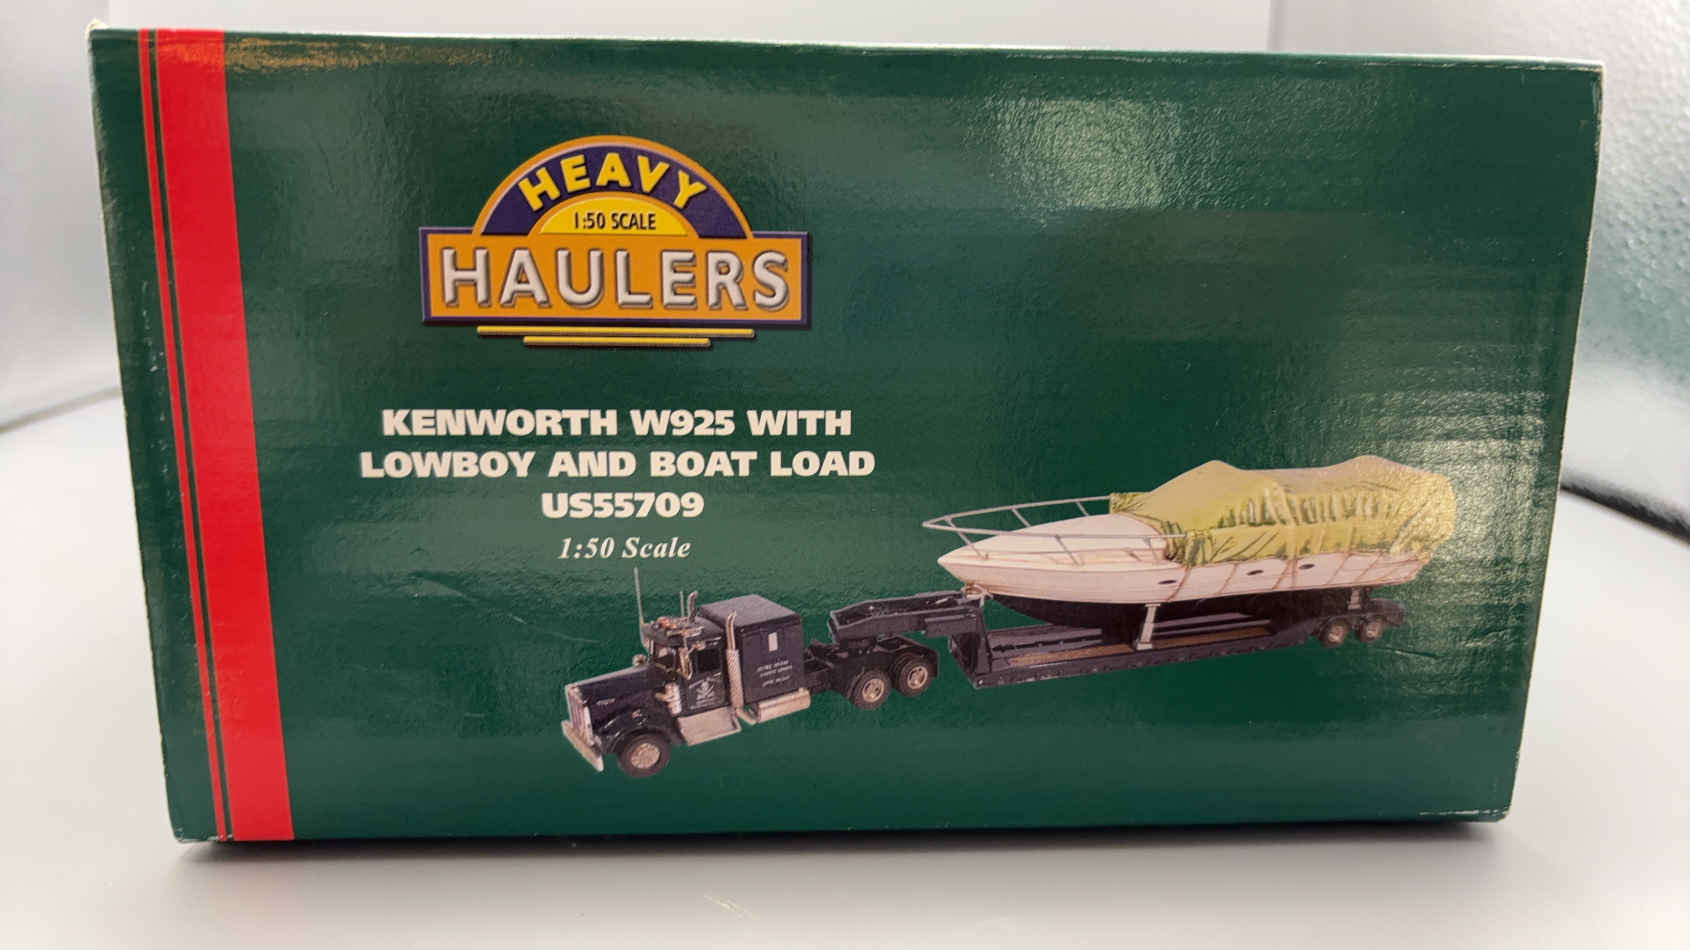 HEAVY
1:50 SCALE
HAULERS
KENWORTH W925 WITH
LOWBOY AND BOAT LOAD
US55709
1:50 Scale